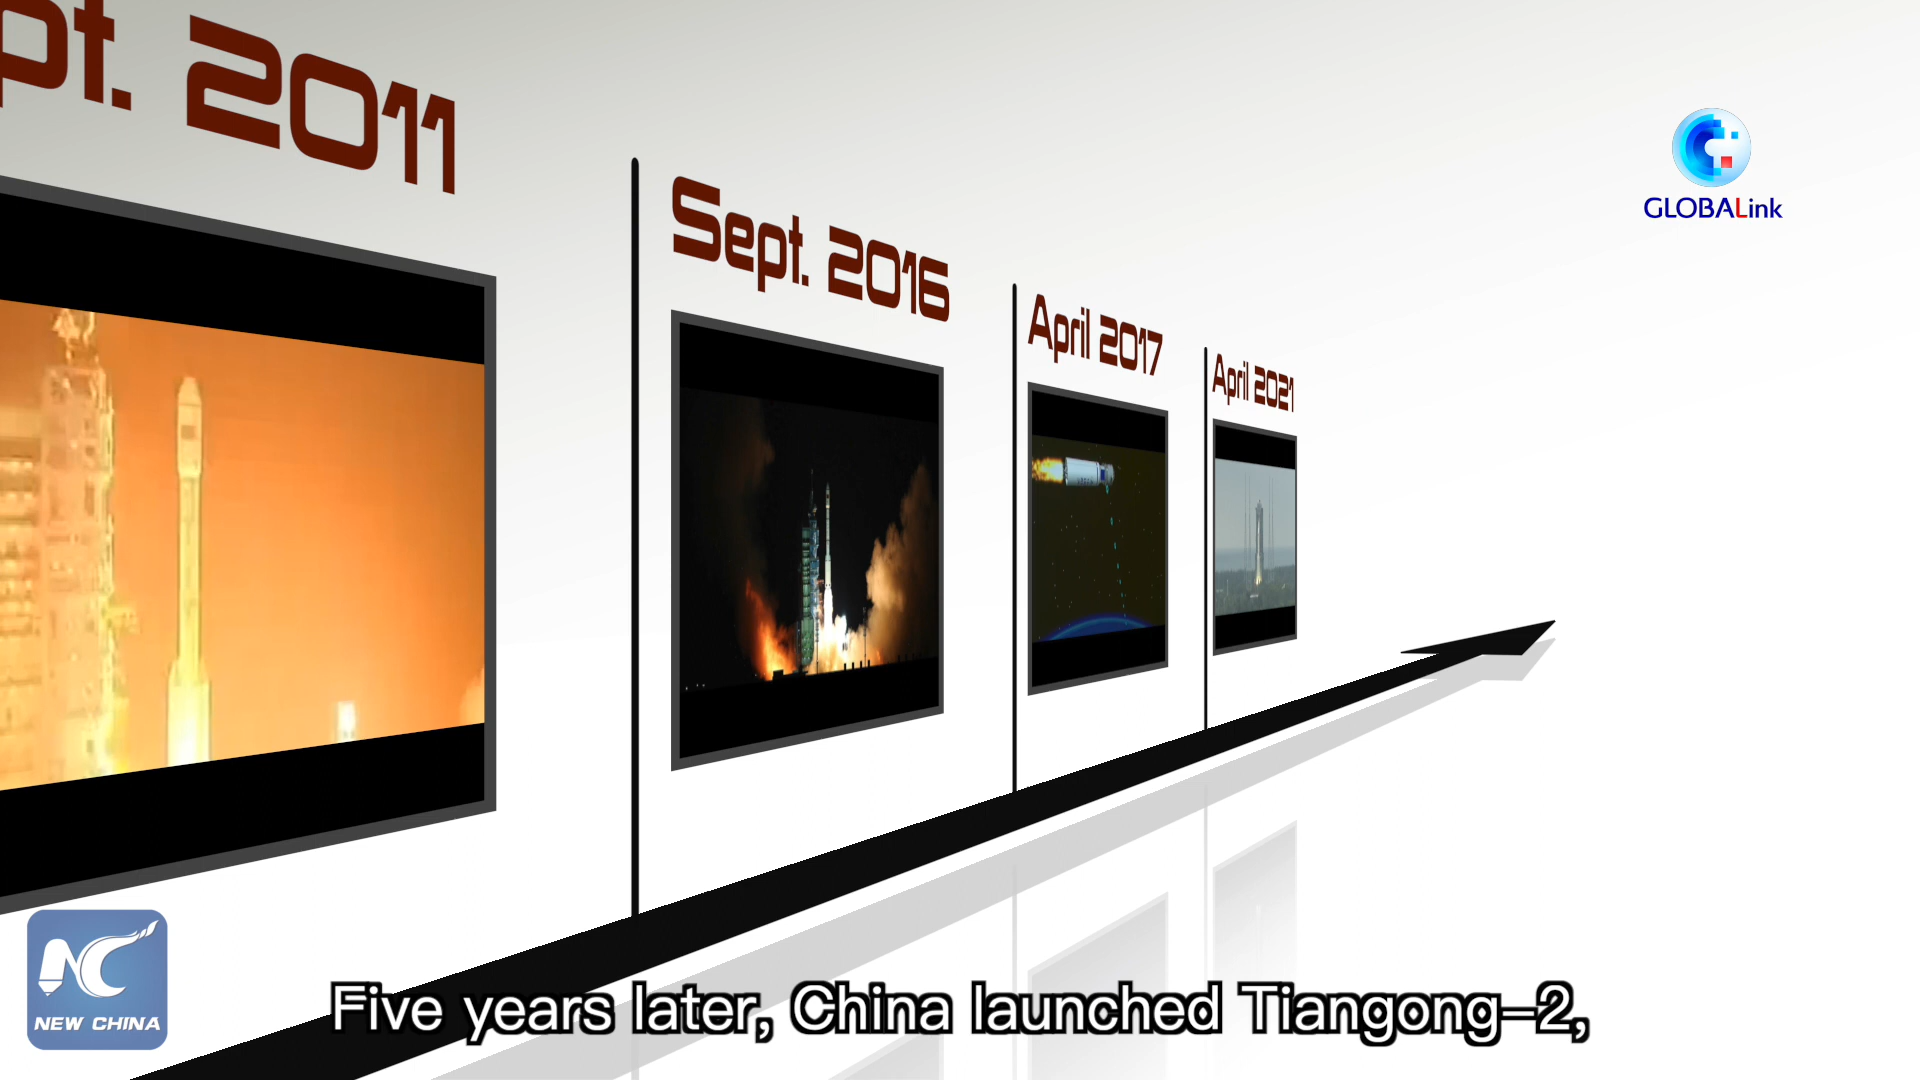 pt. 2011
Sept. 2016
April 2017
April 2021
GLOBALink
NEW CHINA
Five years later, China launched Tiangong-2,